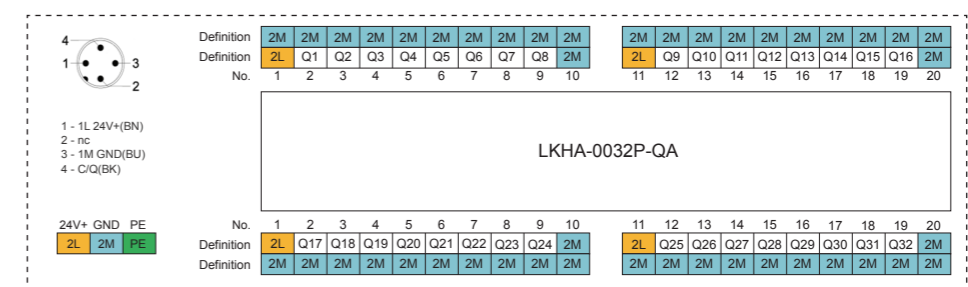 4
1
3
2
1 - 1L 24V+(BN)
2 - nc
3 - 1M GND(BU)
4 - C/Q(BK)
24V+ GND PE
2L 2M PE
Definition 2M 2M 2M 2M 2M 2M 2M 2M 2M 2M 2M 2M 2M 2M 2M 2M 2M 2M 2M 2M
Definition 2L Q1 Q2 Q3 Q4 Q5 Q6 Q7 Q8 2M 2L Q9 Q10 Q11 Q12 Q13 Q14 Q15 Q16 2M
No. 1 2 3 4 5 6 7 8 9 10 11 12 13 14 15 16 17 18 19 20
LKHA-0032P-QA
No. 1 2 3 4 5 6 7 8 9 10 11 12 13 14 15 16 17 18 19 20
Definition 2L Q17 Q18 Q19 Q20 Q21 Q22 Q23 Q24 2M 2L Q25 Q26 Q27 Q28 Q29 Q30 Q31 Q32 2M
Definition 2M 2M 2M 2M 2M 2M 2M 2M 2M 2M 2M 2M 2M 2M 2M 2M 2M 2M 2M 2M